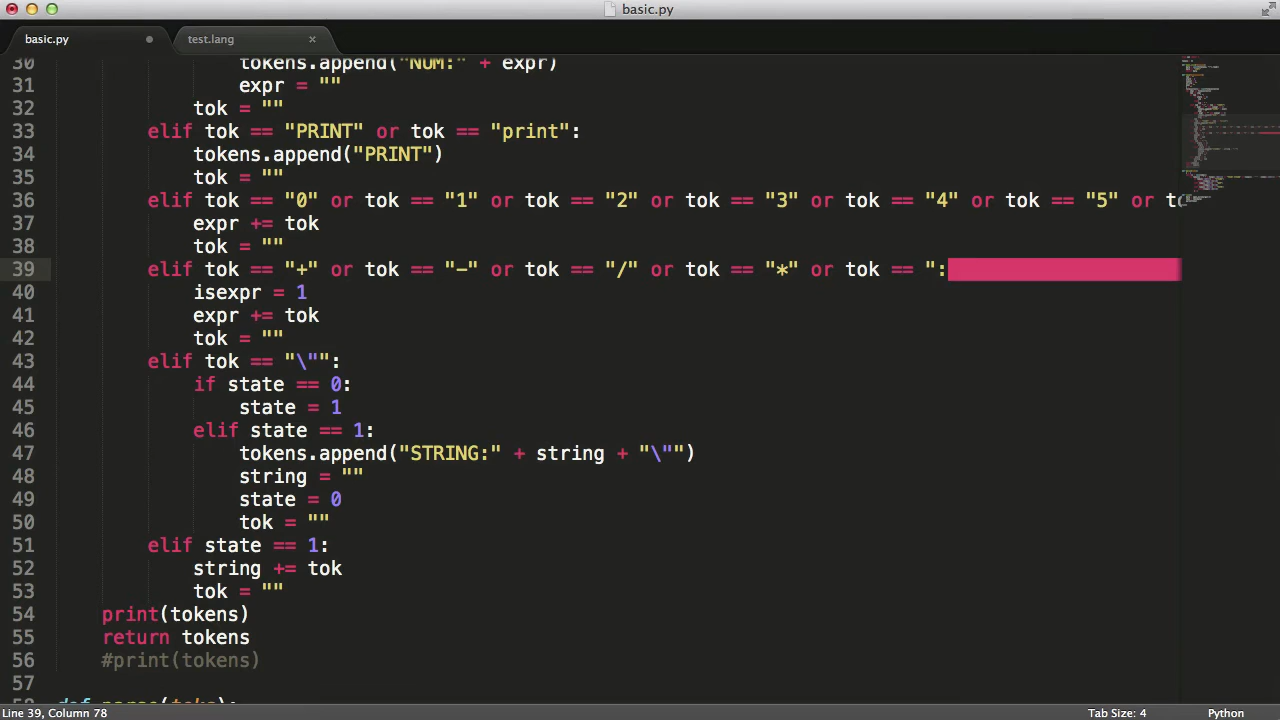 basic.py
basic.py
test.lang
30 tokens.append("NUM:" + expr)
31 expr = ""
32 tok = ""
33 elif tok == "PRINT" or tok == "print":
34 tokens.append("PRINT")
35 tok = ""
36 elif tok == "0" or tok == "1" or tok == "2" or tok == "3" or tok == "4" or tok == "5" or to
37 expr += tok
38 tok = ""
39 elif tok == "+" or tok == "-" or tok == "/" or tok == "*" or tok == ":
40 isexpr = 1
41 expr += tok
42 tok = ""
43 elif tok == "\"":
44 if state == 0:
45 state = 1
46 elif state == 1:
47 tokens.append("STRING:" + string + "\"")
48 string = ""
49 state = 0
50 tok = ""
51 elif state == 1:
52 string += tok
53 tok = ""
54 print(tokens)
55 return tokens
56 #print(tokens)
57
58 def parse(toks):
Line 39, Column 78
Tab Size: 4
Python